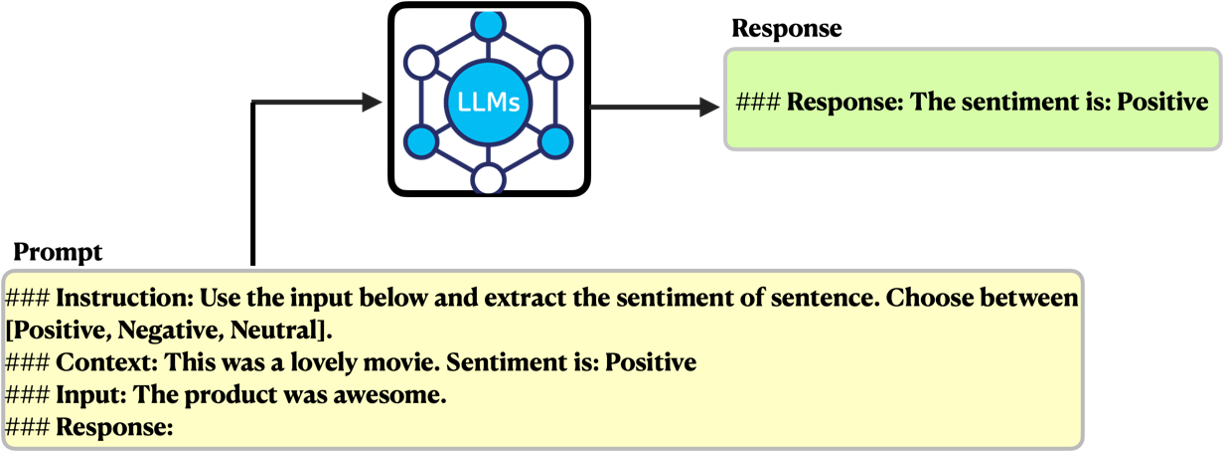 Response
### Response: The sentiment is: Positive
LLMs
Prompt
### Instruction: Use the input below and extract the sentiment of sentence. Choose between
[Positive, Negative, Neutral].
### Context: This was a lovely movie. Sentiment is: Positive
### Input: The product was awesome.
### Response: